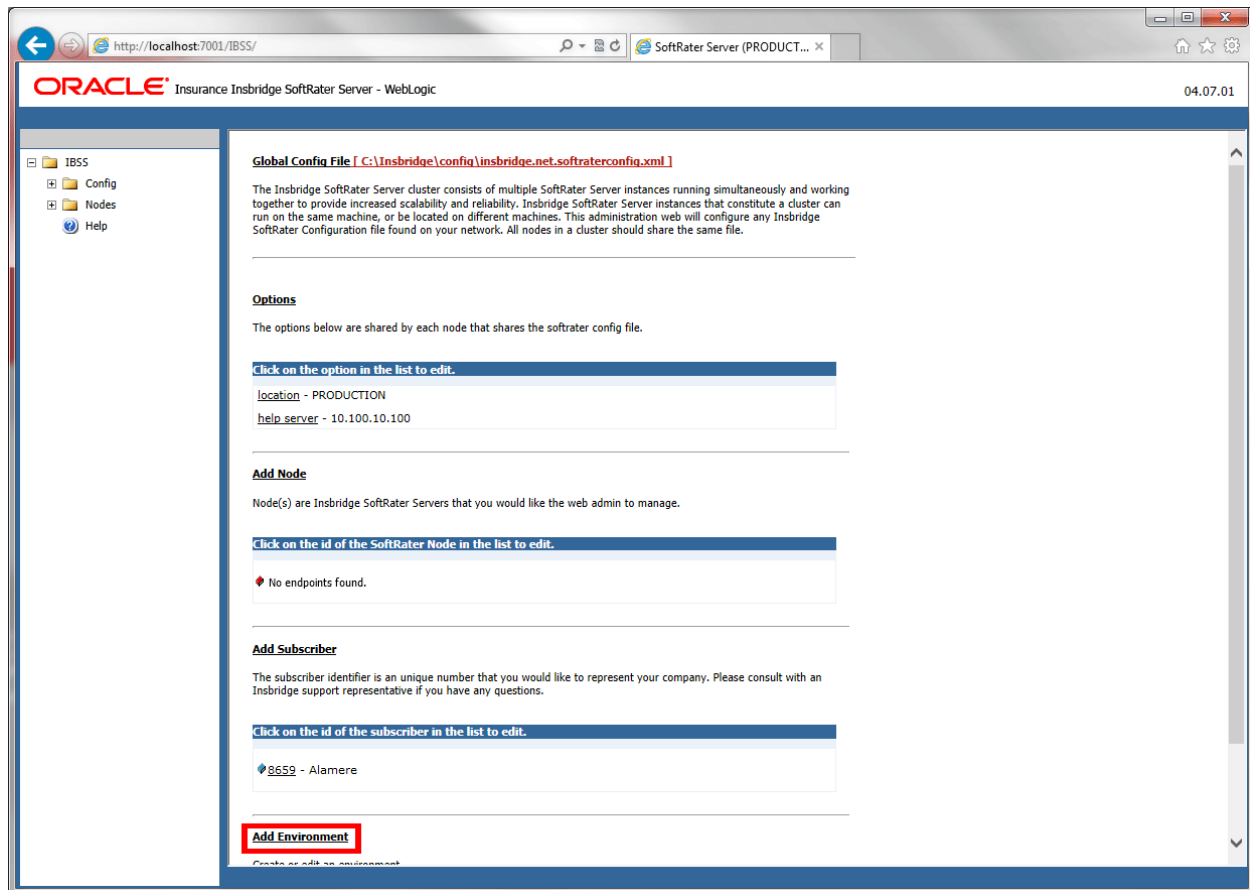 http://localhost:7001/IBSS/
SoftRater Server (PRODUCT...
ORACLE Insurance Insbridge SoftRater Server - WebLogic
04.07.01
IBSS
Config
Nodes
Help
Global Config File [ C:\Insbridge\config\insbridge.net.softraterconfig.xml ]
The Insbridge SoftRater Server cluster consists of multiple SoftRater Server instances running simultaneously and working
together to provide increased scalability and reliability. Insbridge SoftRater Server instances that constitute a cluster can
run on the same machine, or be located on different machines. This administration web will configure any Insbridge
SoftRater Configuration file found on your network. All nodes in a cluster should share the same file.
Options
The options below are shared by each node that shares the softrater config file.
Click on the option in the list to edit.
location - PRODUCTION
help server - 10.100.10.100
Add Node
Node(s) are Insbridge SoftRater Servers that you would like the web admin to manage.
Click on the id of the SoftRater Node in the list to edit.
No endpoints found.
Add Subscriber
The subscriber identifier is an unique number that you would like to represent your company. Please consult with an
Insbridge support representative if you have any questions.
Click on the id of the subscriber in the list to edit.
8659 - Alamere
Add Environment
Create or edit an environment